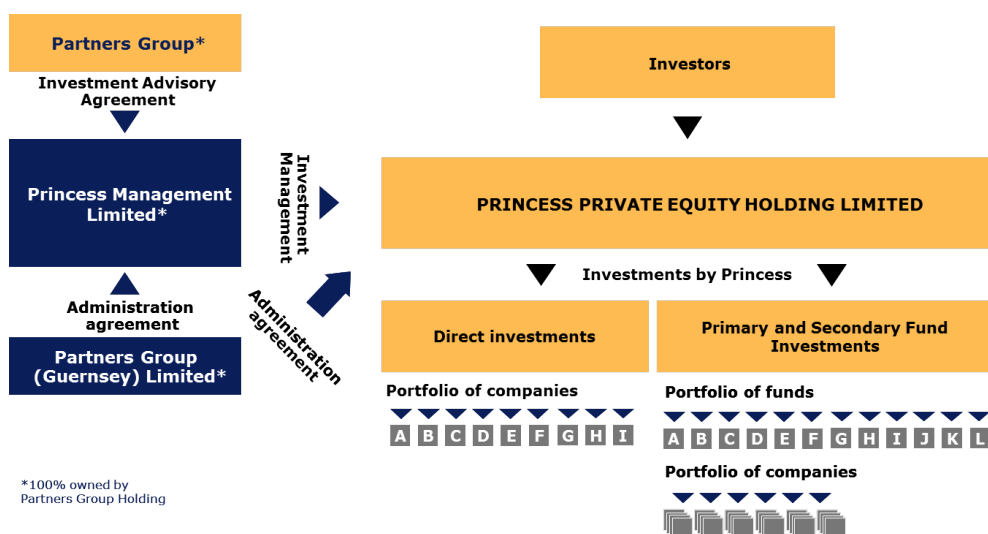 Partners Group*
Investment Advisory
Agreement
Princess Management
Limited*
Administration
agreement
Partners Group
(Guernsey) Limited*
*100% owned by
Partners Group Holding
Investment
Management
Administration
agreement
Investors
PRINCESS PRIVATE EQUITY HOLDING LIMITED
Investments by Princess
Direct investments
Primary and Secondary Fund
Investments
Portfolio of companies
A B C D E F G H I
Portfolio of funds
A B C D E F G H I J K L
Portfolio of companies